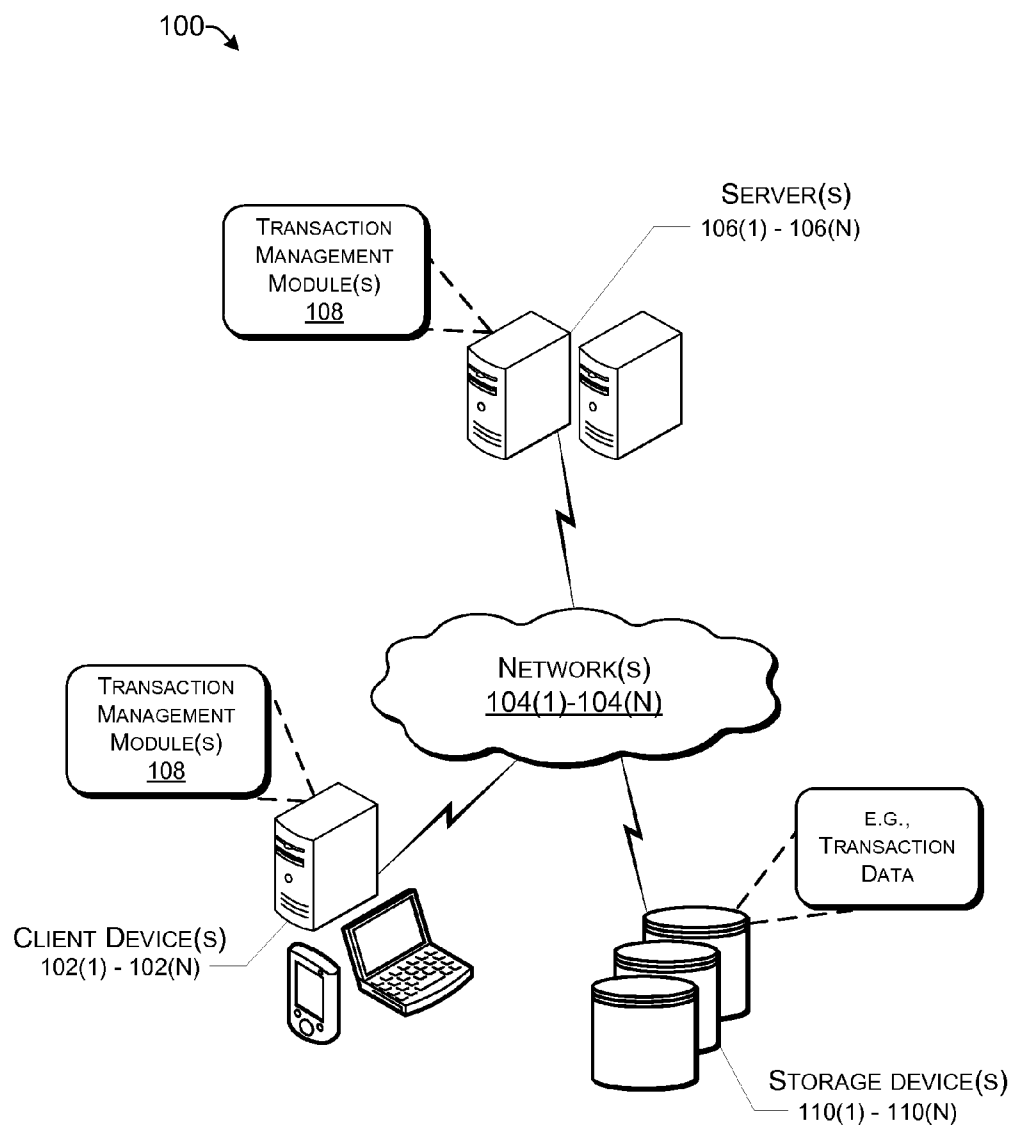 100
SERVER(S)
106(1) - 106(N)
TRANSACTION
MANAGEMENT
MODULE(S)
108
NETWORK(S)
104(1)-104(N)
TRANSACTION
MANAGEMENT
MODULE(S)
108
E.G.,
TRANSACTION
DATA
CLIENT DEVICE(S)
102(1) - 102(N)
STORAGE DEVICE(S)
110(1) - 110(N)